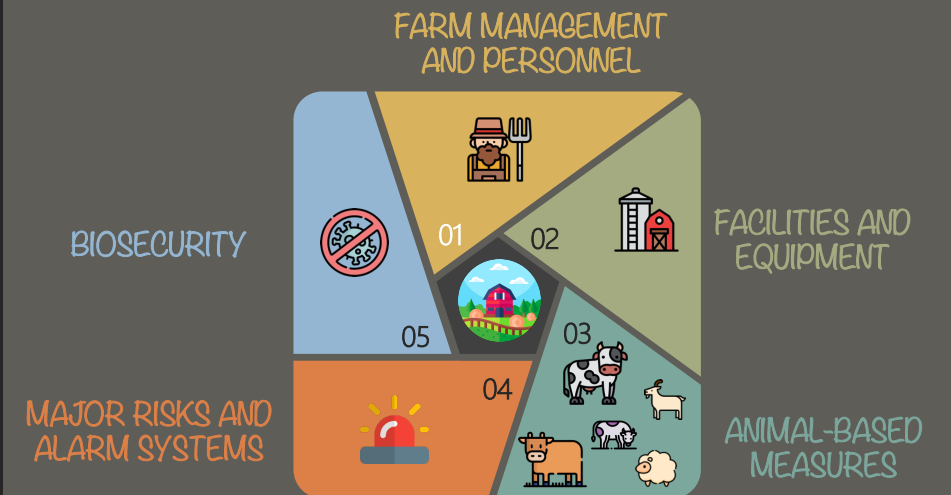 FARM MANAGEMENT
AND PERSONNEL
01
02
FACILITIES AND
EQUIPMENT
BIOSECURITY
05
03
04
MAJOR RISKS AND
ALARM SYSTEMS
ANIMAL-BASED
MEASURES